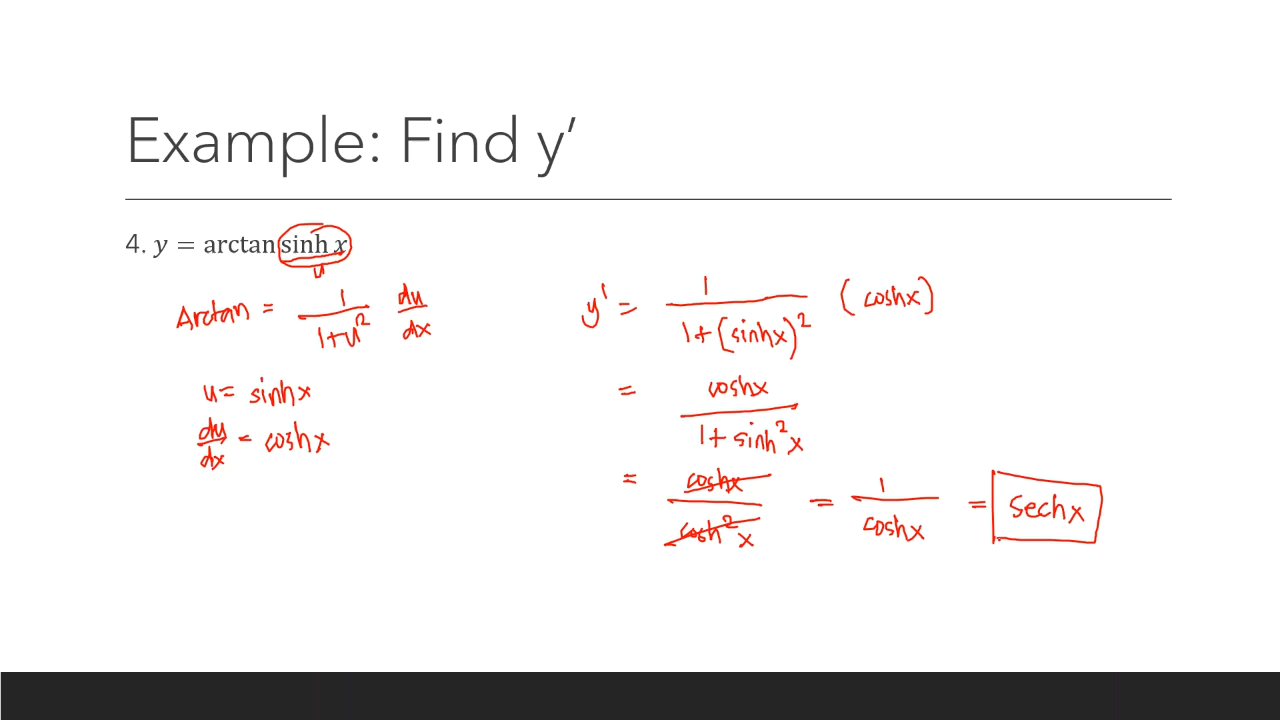 Example: Find y′
4. y = arctan sinh x
u
Arctan = 1/(1+u²) du/dx
u = sinhx
du/dx = coshx
y' = 1/(1+(sinhx)²) (coshx)
= coshx/(1+sinh²x)
= coshx/cosh²x = 1/coshx = sechx